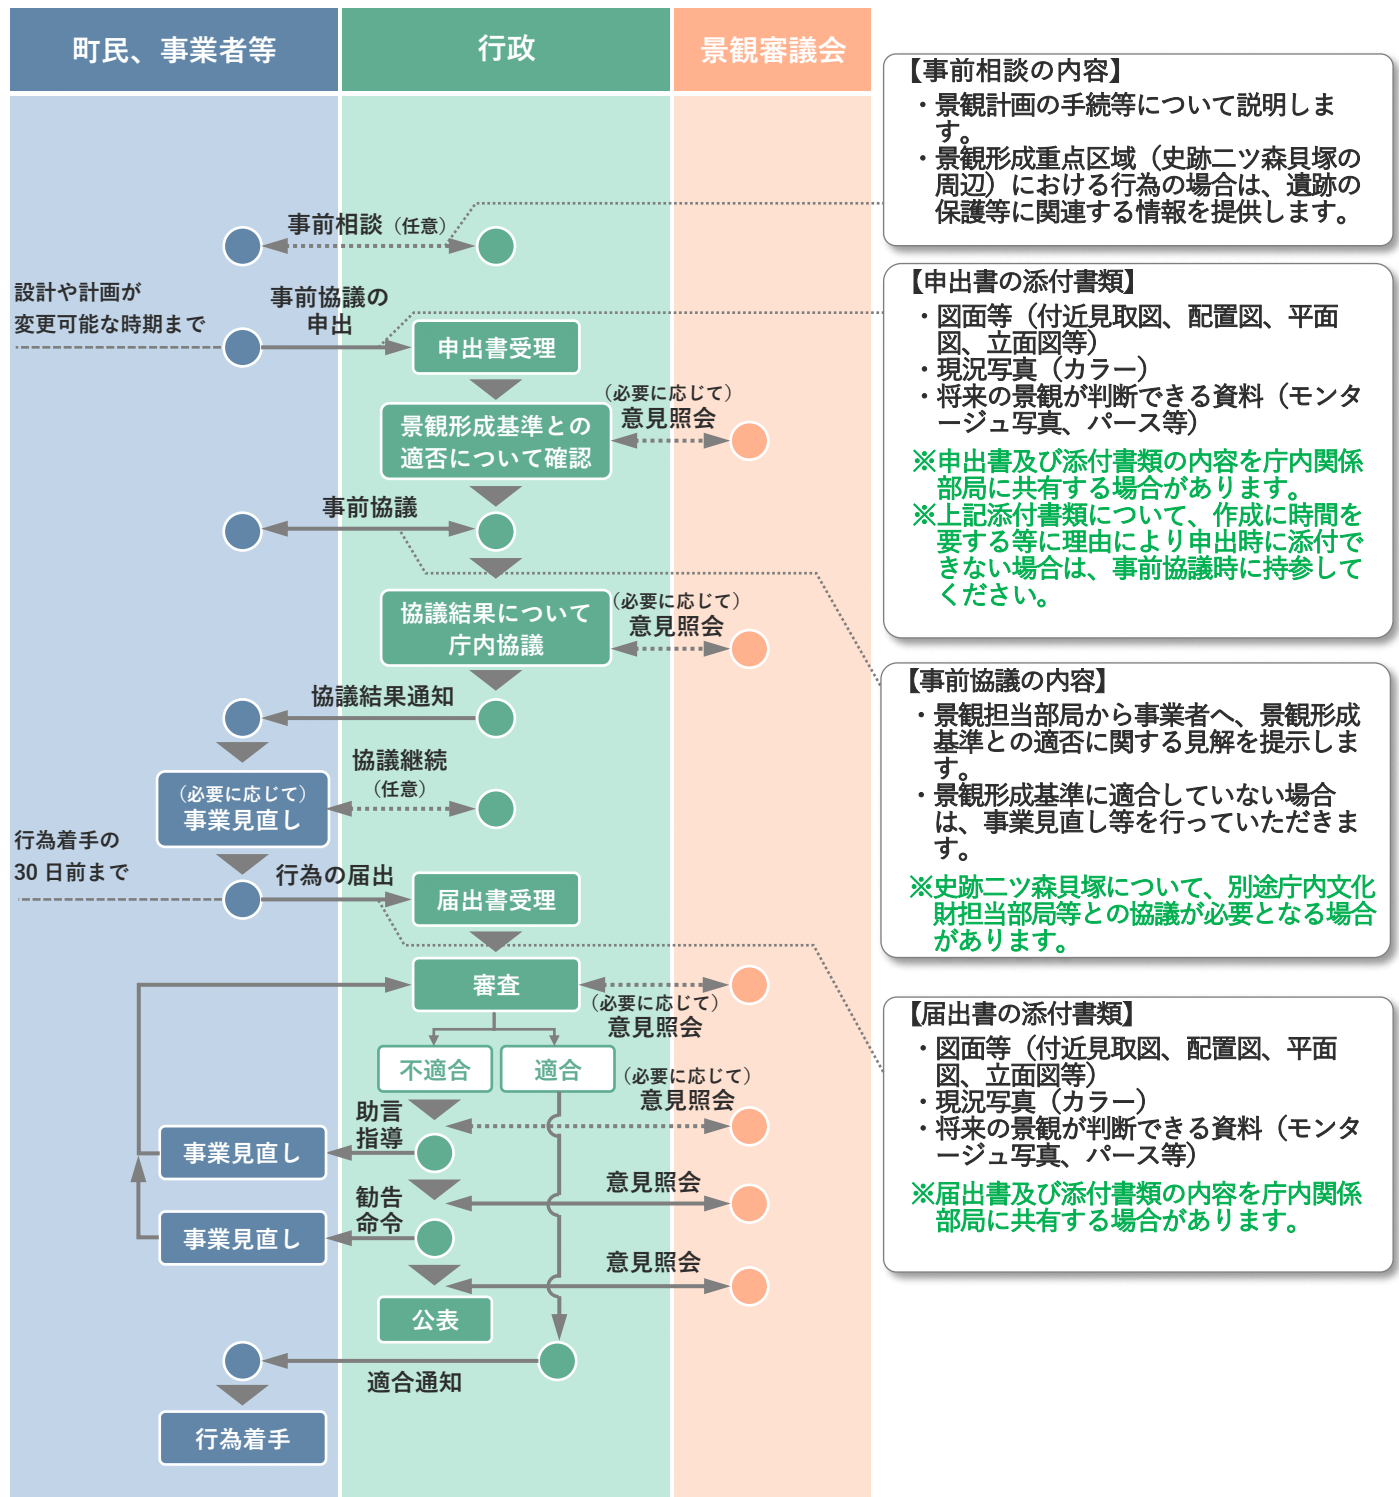 町民、事業者等
行政
景観審議会
事前相談（任意）
設計や計画が
変更可能な時期まで
事前協議の
申出
申出書受理
景観形成基準との
適否について確認
（必要に応じて）
意見照会
事前協議
協議結果について
庁内協議
（必要に応じて）
意見照会
協議結果通知
（必要に応じて）
事業見直し
協議継続
（任意）
行為着手の
30 日前まで
行為の届出
届出書受理
審査
（必要に応じて）
意見照会
不適合
適合
（必要に応じて）
意見照会
助言
指導
事業見直し
勧告
命令
意見照会
事業見直し
意見照会
公表
適合通知
行為着手
【事前相談の内容】
・景観計画の手続等について説明しま
す。
・景観形成重点区域（史跡二ツ森貝塚の
周辺）における行為の場合は、遺跡の
保護等に関連する情報を提供します。
【申出書の添付書類】
・図面等（付近見取図、配置図、平面
図、立面図等）
・現況写真（カラー）
・将来の景観が判断できる資料（モンタ
ージュ写真、パース等）
※申出書及び添付書類の内容を庁内関係
部局に共有する場合があります。
※上記添付書類について、作成に時間を
要する等に理由により申出時に添付で
きない場合は、事前協議時に持参して
ください。
【事前協議の内容】
・景観担当部局から事業者へ、景観形成
基準との適否に関する見解を提示しま
す。
・景観形成基準に適合していない場合
は、事業見直し等を行っていただきま
す。
※史跡二ツ森貝塚について、別途庁内文化
財担当部局等との協議が必要となる場合
があります。
【届出書の添付書類】
・図面等（付近見取図、配置図、平面
図、立面図等）
・現況写真（カラー）
・将来の景観が判断できる資料（モンタ
ージュ写真、パース等）
※届出書及び添付書類の内容を庁内関係
部局に共有する場合があります。